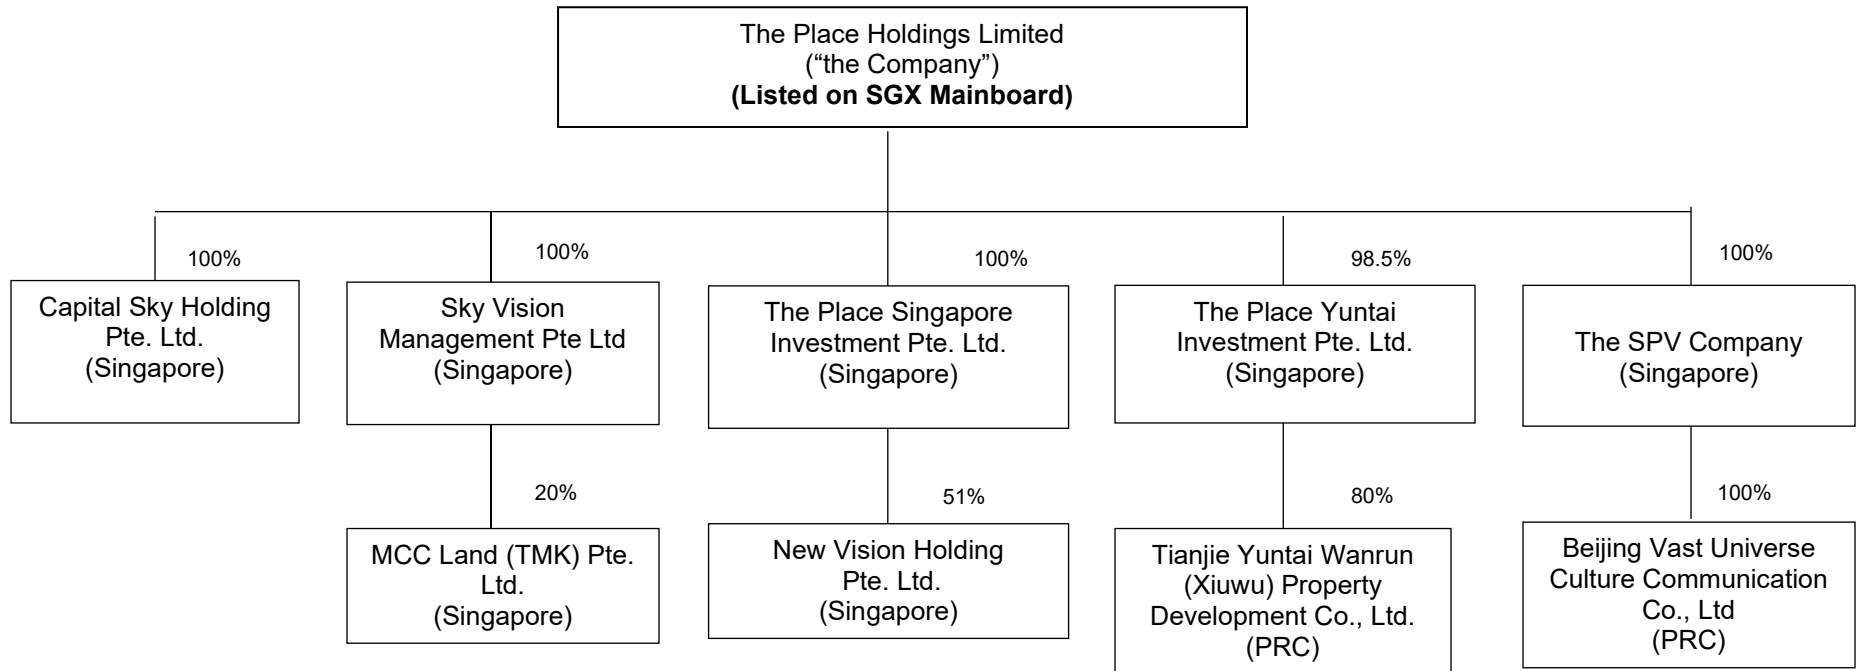 The Place Holdings Limited
(“the Company”)
(Listed on SGX Mainboard)
100%
100%
100%
98.5%
100%
Capital Sky Holding
Pte. Ltd.
(Singapore)
Sky Vision
Management Pte Ltd
(Singapore)
The Place Singapore
Investment Pte. Ltd.
(Singapore)
The Place Yuntai
Investment Pte. Ltd.
(Singapore)
The SPV Company
(Singapore)
20%
51%
80%
100%
MCC Land (TMK) Pte.
Ltd.
(Singapore)
New Vision Holding
Pte. Ltd.
(Singapore)
Tianjie Yuntai Wanrun
(Xiuwu) Property
Development Co., Ltd.
(PRC)
Beijing Vast Universe
Culture Communication
Co., Ltd
(PRC)